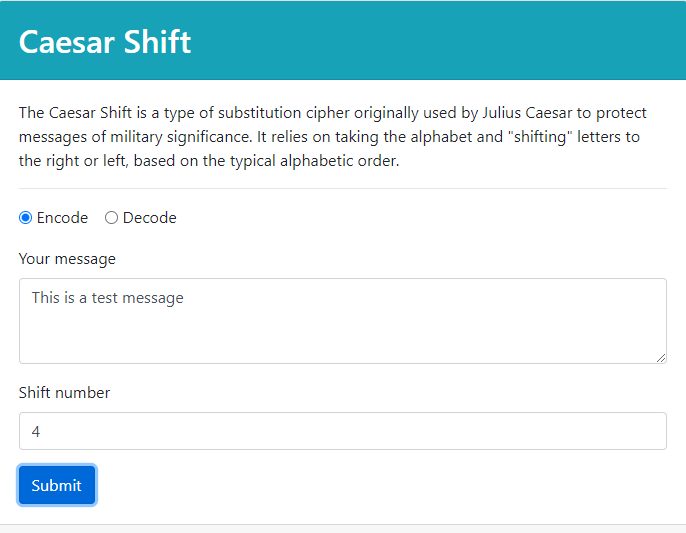 Caesar Shift
The Caesar Shift is a type of substitution cipher originally used by Julius Caesar to protect
messages of military significance. It relies on taking the alphabet and "shifting" letters to
the right or left, based on the typical alphabetic order.
Encode Decode
Your message
This is a test message
Shift number
4
Submit